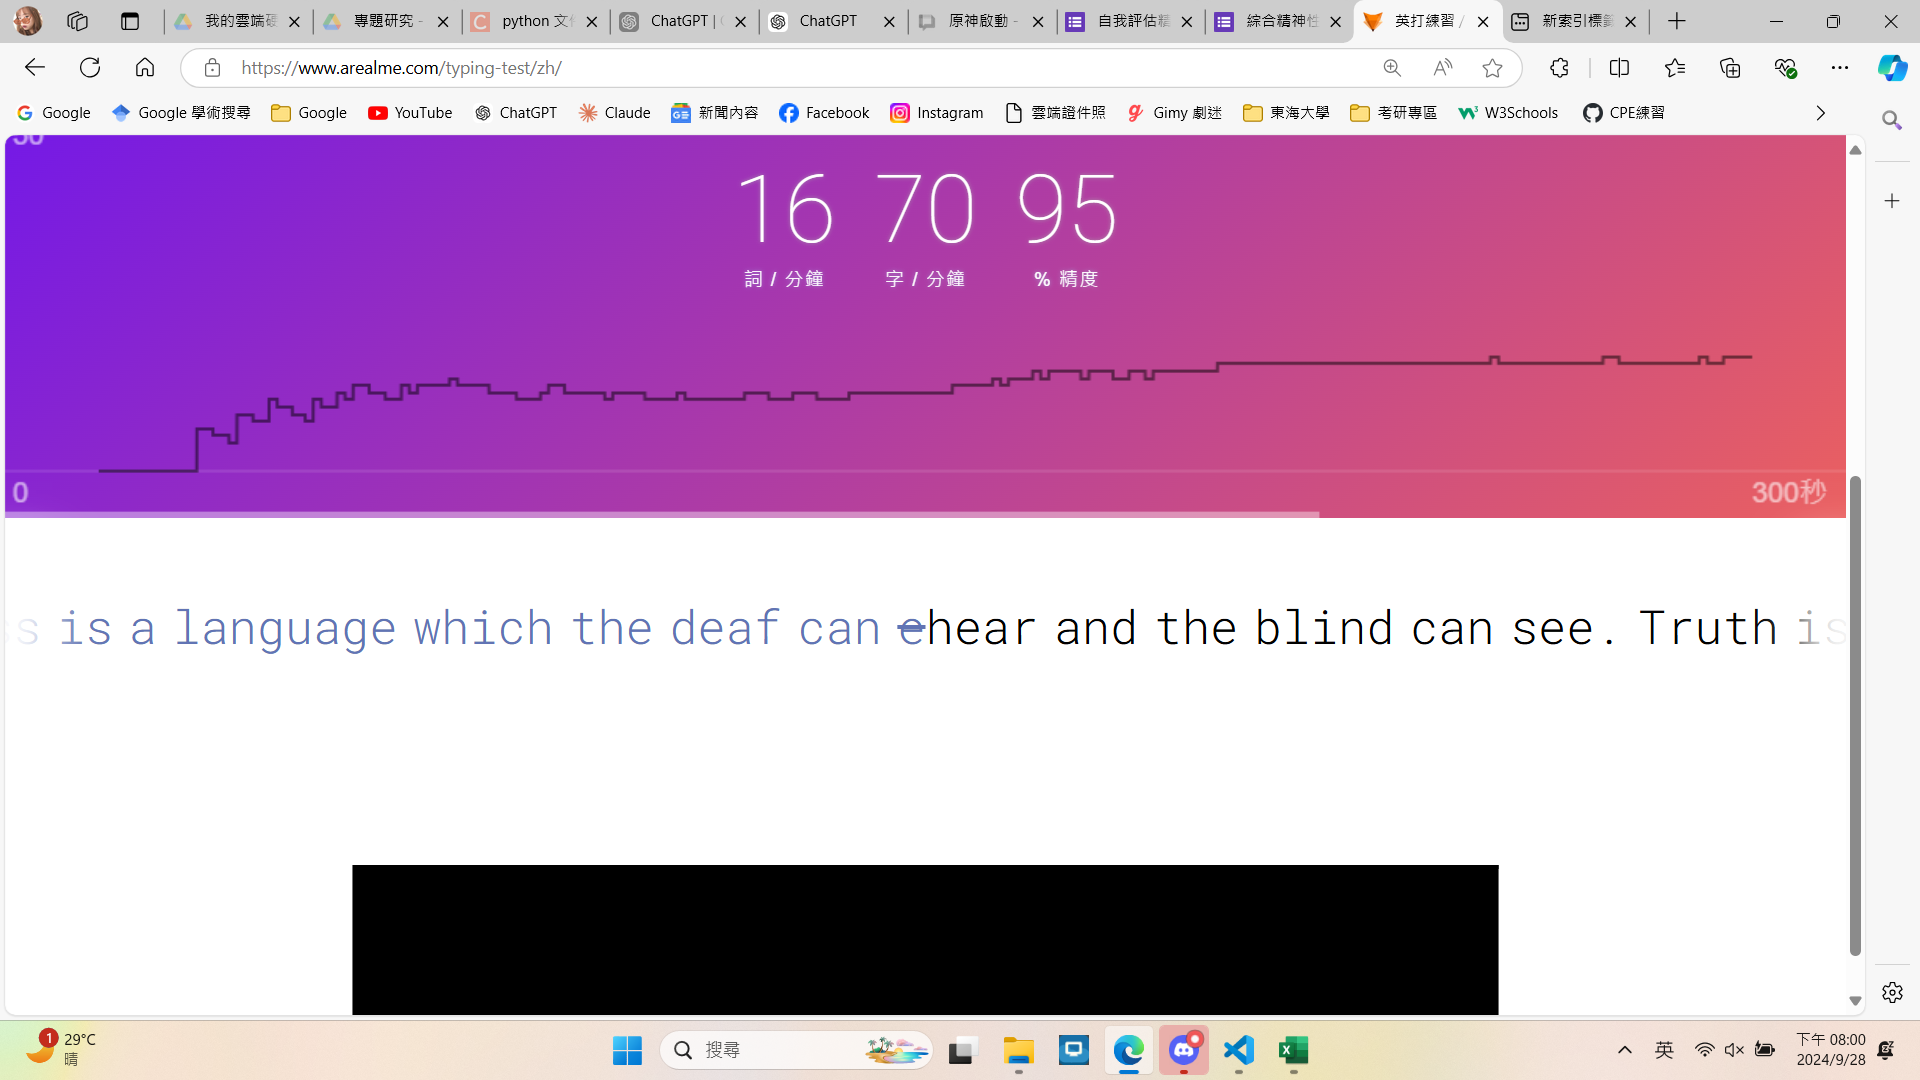 我的雲端硬
專題研究 -
python 文
ChatGPT |
ChatGPT
原神啟動 -
自我評估
綜合精神性
英打練習 /
新索引標
https://www.arealme.com/typing-test/zh/
Google
Google 學術搜尋
Google
YouTube
ChatGPT
Claude
新聞內容
Facebook
Instagram
雲端證件照
Gimy 劇迷
東海大學
考研專區
W3Schools
CPE練習
50
16 70 95
詞 / 分鐘 字 / 分鐘 % 精度
0 300秒
s is a language which the deaf can ehear and the blind can see. Truth is
1
29°C
晴
搜尋
英
下午 08:00
2024/9/28